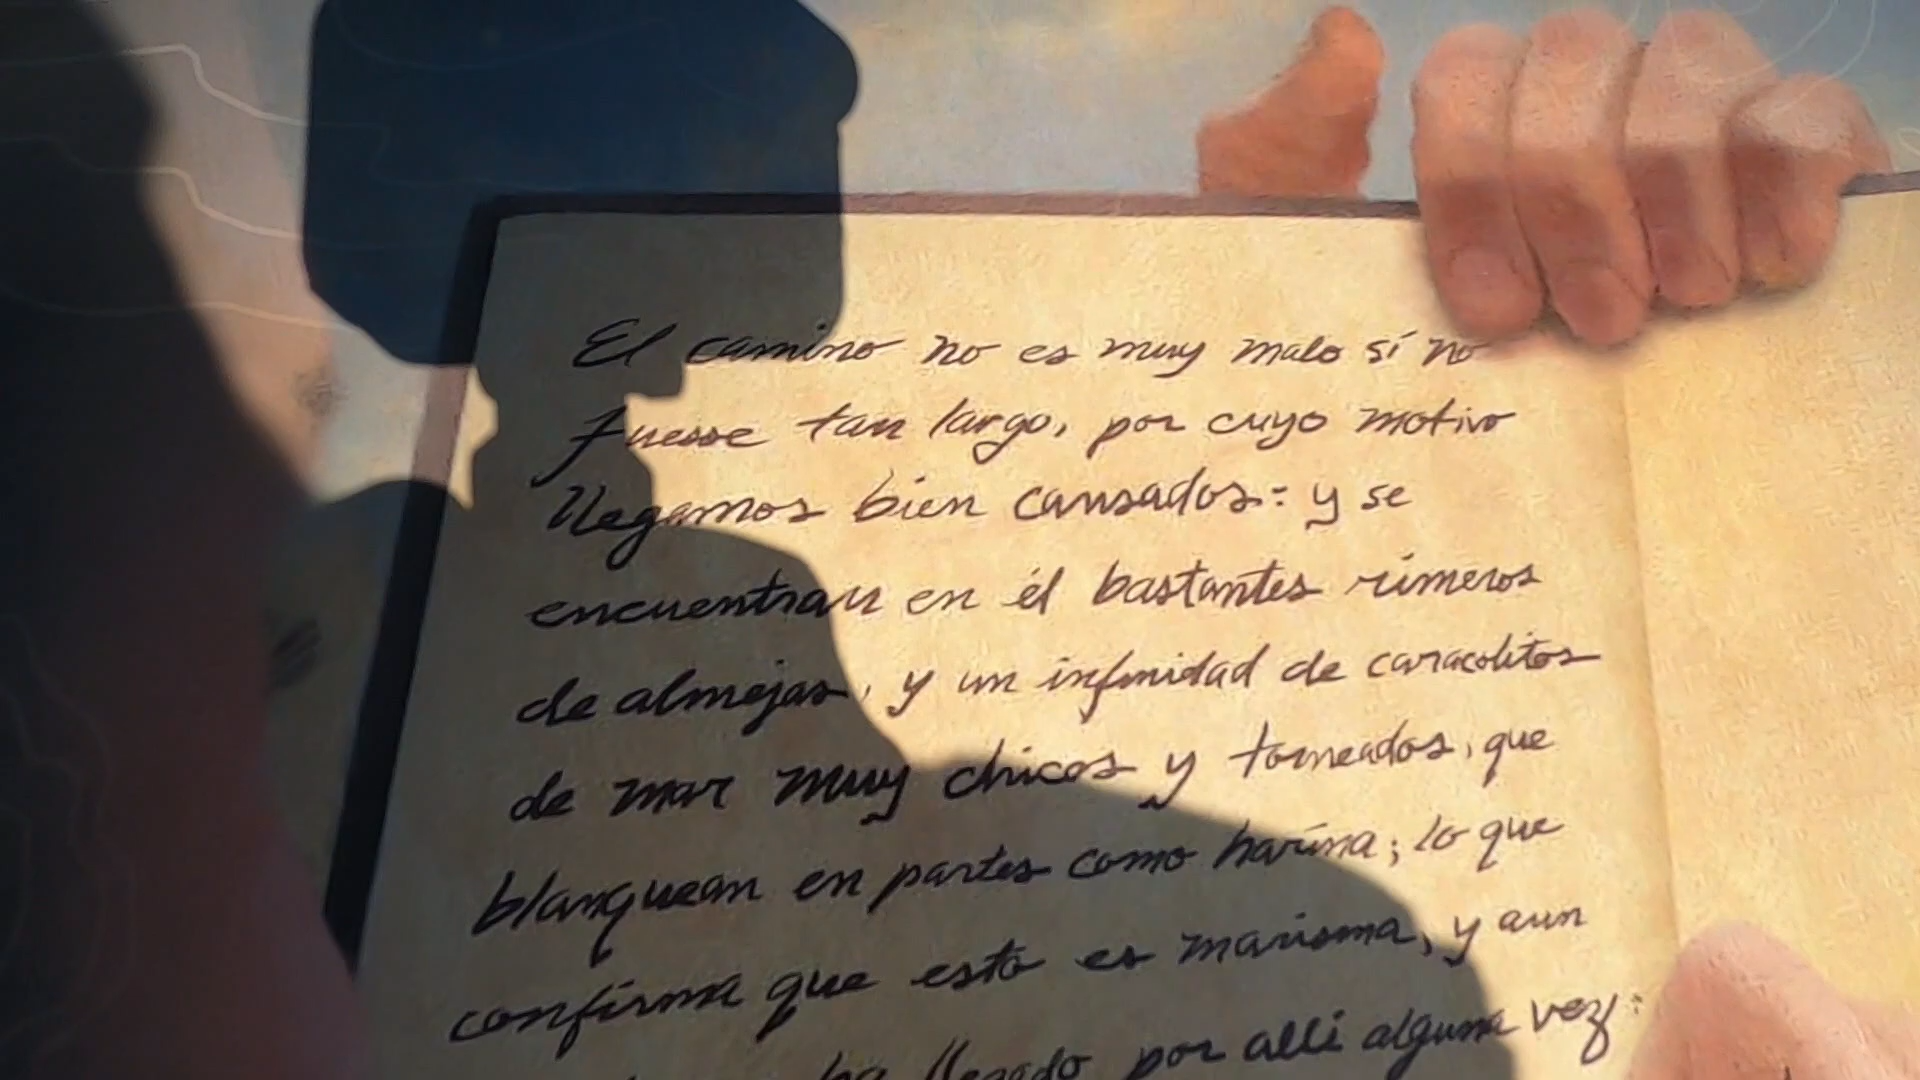 El camino no es muy malo sí no
fuesse tan largo, por cuyo motivo
llegamos bien cansados: y se
encuentran en él bastantes rimeros
de almejas, y un infinidad de caracolitos
de mar muy chicos y torneados, que
blanquean en partes como harina; lo que
confirma que esto es marisma, y aun
ha llegado por alli alguna vez: